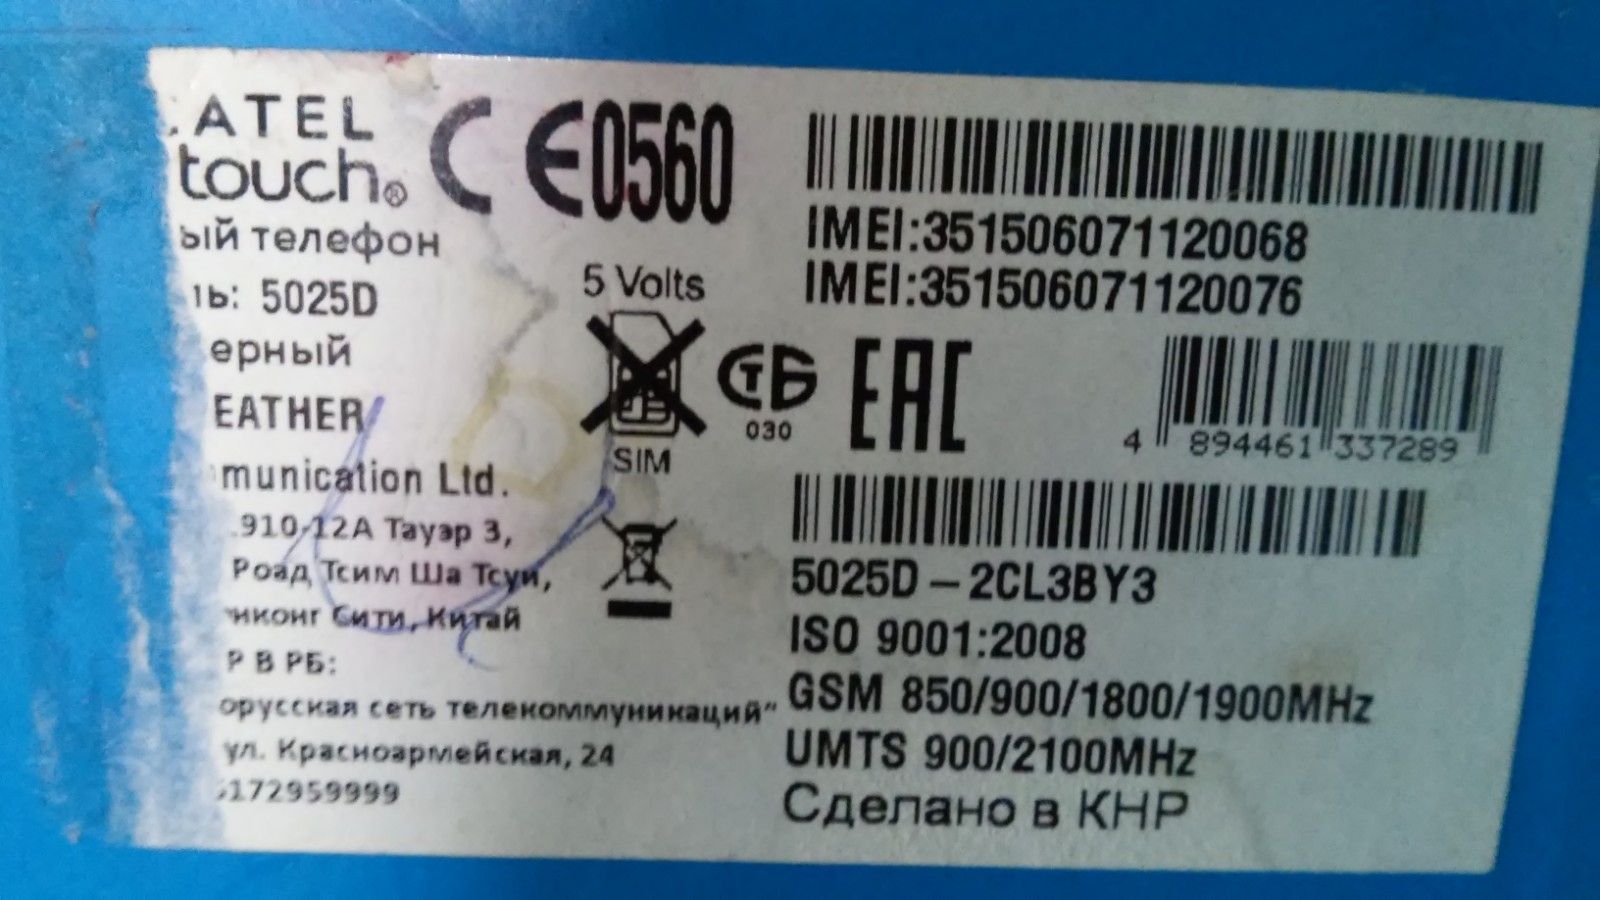 ATEL
touch®
ый телефон
ль: 5025D
ерный
EATHER
munication Ltd.
910-12А Тауэр 3,
Роад Тсим Ша Тсуи,
нконг Сити, Китай
Р В РБ:
орусская сеть телекоммуникаций"
ул. Красноармейская, 24
172959999
CE0560
5 Volts
SIM
СТБ
030
EAC
IMEI:351506071120068
IMEI:351506071120076
4 894461 337289
5025D – 2CL3BY3
ISO 9001:2008
GSM 850/900/1800/1900MHz
UMTS 900/2100MHz
Сделано в КНР